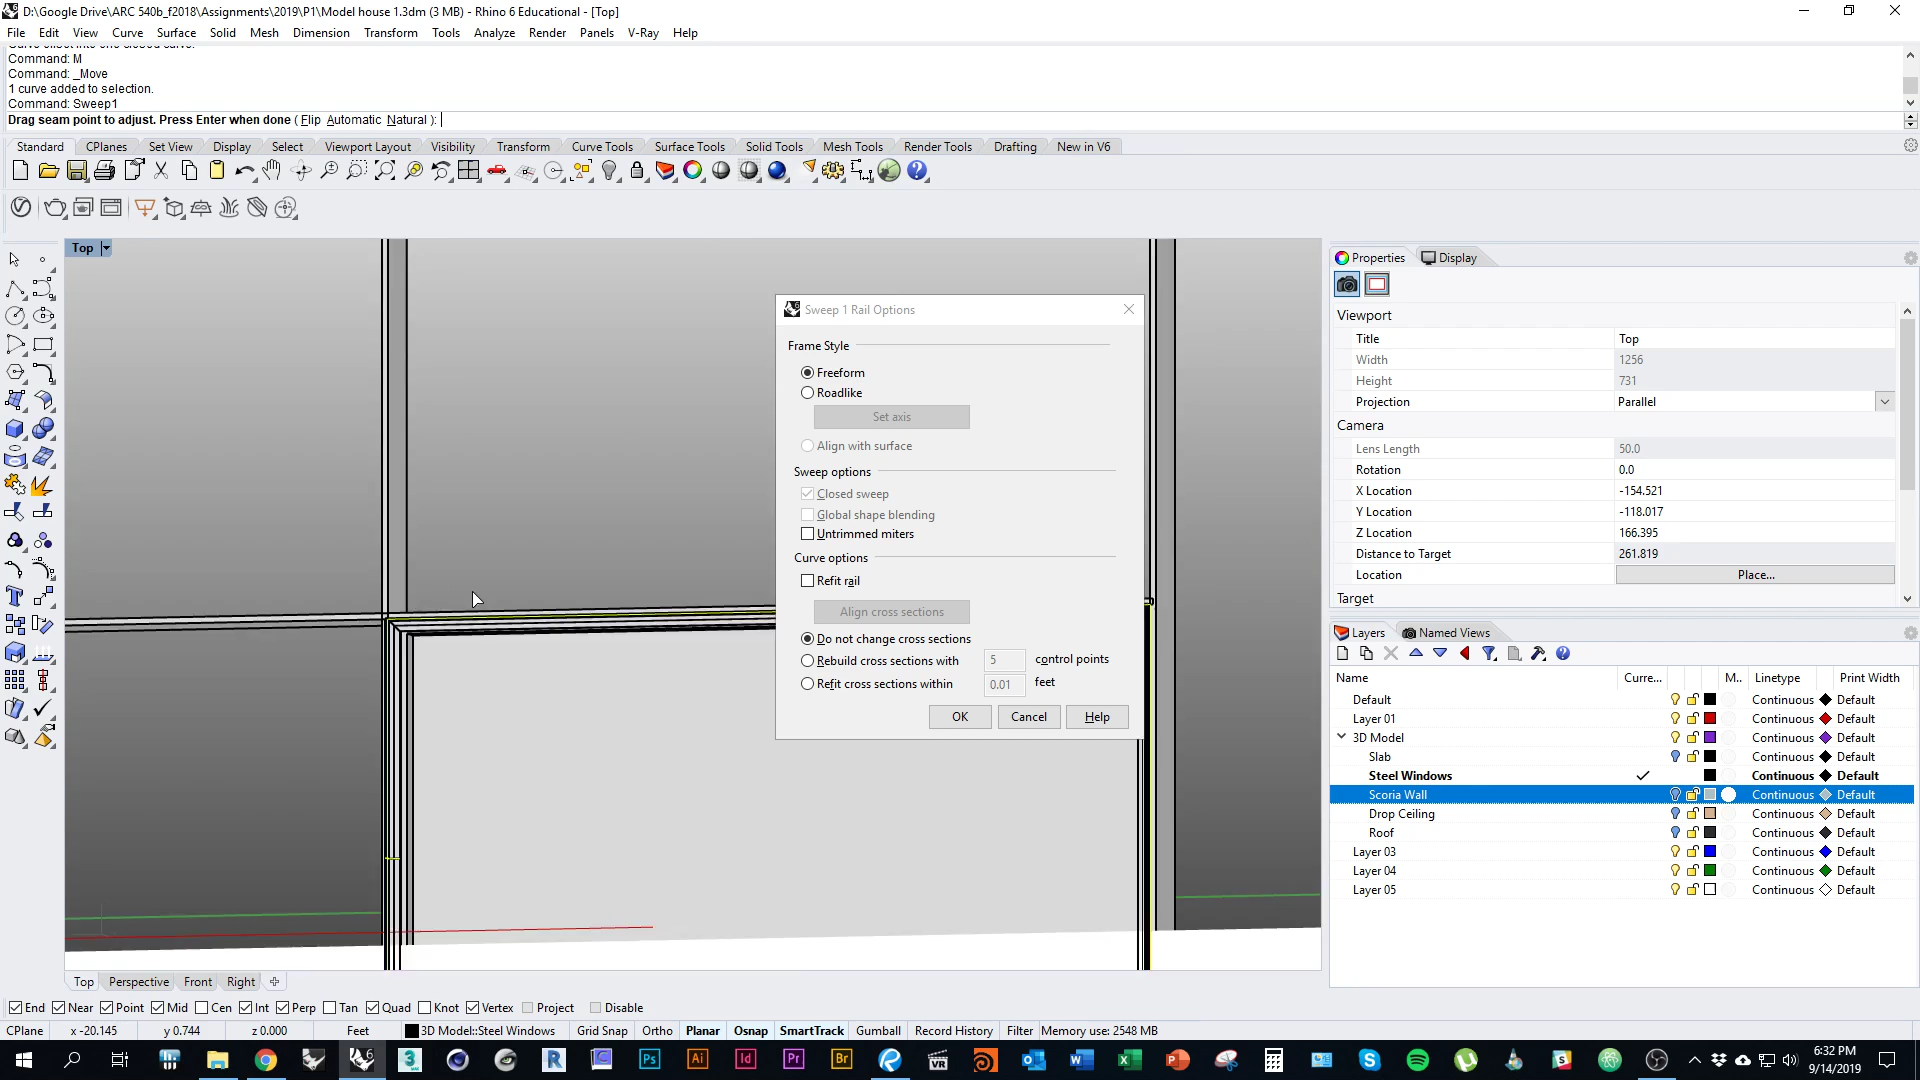 D:\Google Drive\ARC 540b_f2018\Assignments\2019\P1\Model house 1.3dm (3 MB) - Rhino 6 Educational - [Top]
File Edit View Curve Surface Solid Mesh Dimension Transform Tools Analyze Render Panels V-Ray Help
Curve offset into one closed curve.
Command: M
Command: _Move
1 curve added to selection.
Command: Sweep1
Drag seam point to adjust. Press Enter when done ( Flip Automatic Natural ):
Standard CPlanes Set View Display Select Viewport Layout Visibility Transform Curve Tools Surface Tools Solid Tools Mesh Tools Render Tools Drafting New in V6
Top
Sweep 1 Rail Options
Frame Style
Freeform
Roadlike
Set axis
Align with surface
Sweep options
Closed sweep
Global shape blending
Untrimmed miters
Curve options
Refit rail
Align cross sections
Do not change cross sections
Rebuild cross sections with 5 control points
Refit cross sections within 0.01 feet
OK Cancel Help
Properties Display
Viewport
Title Top
Width 1256
Height 731
Projection Parallel
Camera
Lens Length 50.0
Rotation 0.0
X Location -154.521
Y Location -118.017
Z Location 166.395
Distance to Target 261.819
Location Place...
Target
Layers Named Views
Name Curre... M.. Linetype Print Width
Default Continuous Default
Layer 01 Continuous Default
3D Model Continuous Default
Slab Continuous Default
Steel Windows Continuous Default
Scoria Wall Continuous Default
Drop Ceiling Continuous Default
Roof Continuous Default
Layer 03 Continuous Default
Layer 04 Continuous Default
Layer 05 Continuous Default
Top Perspective Front Right
End Near Point Mid Cen Int Perp Tan Quad Knot Vertex Project Disable
CPlane x -20.145 y 0.744 z 0.000 Feet 3D Model::Steel Windows Grid Snap Ortho Planar Osnap SmartTrack Gumball Record History Filter Memory use: 2548 MB
6:32 PM
9/14/2019